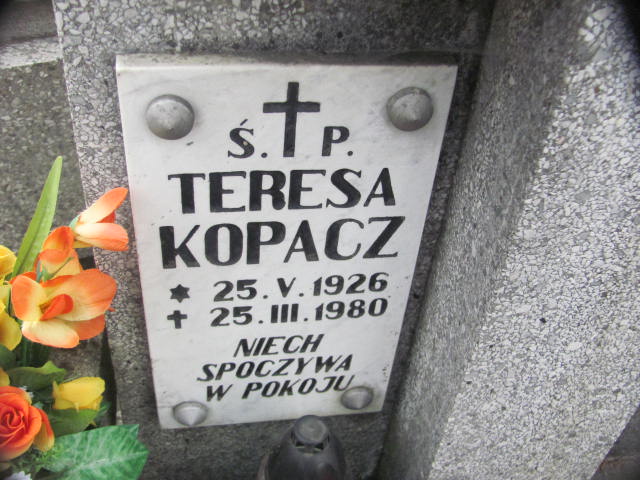 Ś. P.
TERESA
KOPACZ
* 25.V.1926
✝ 25.III.1980
NIECH
SPOCZYWA
W POKOJU